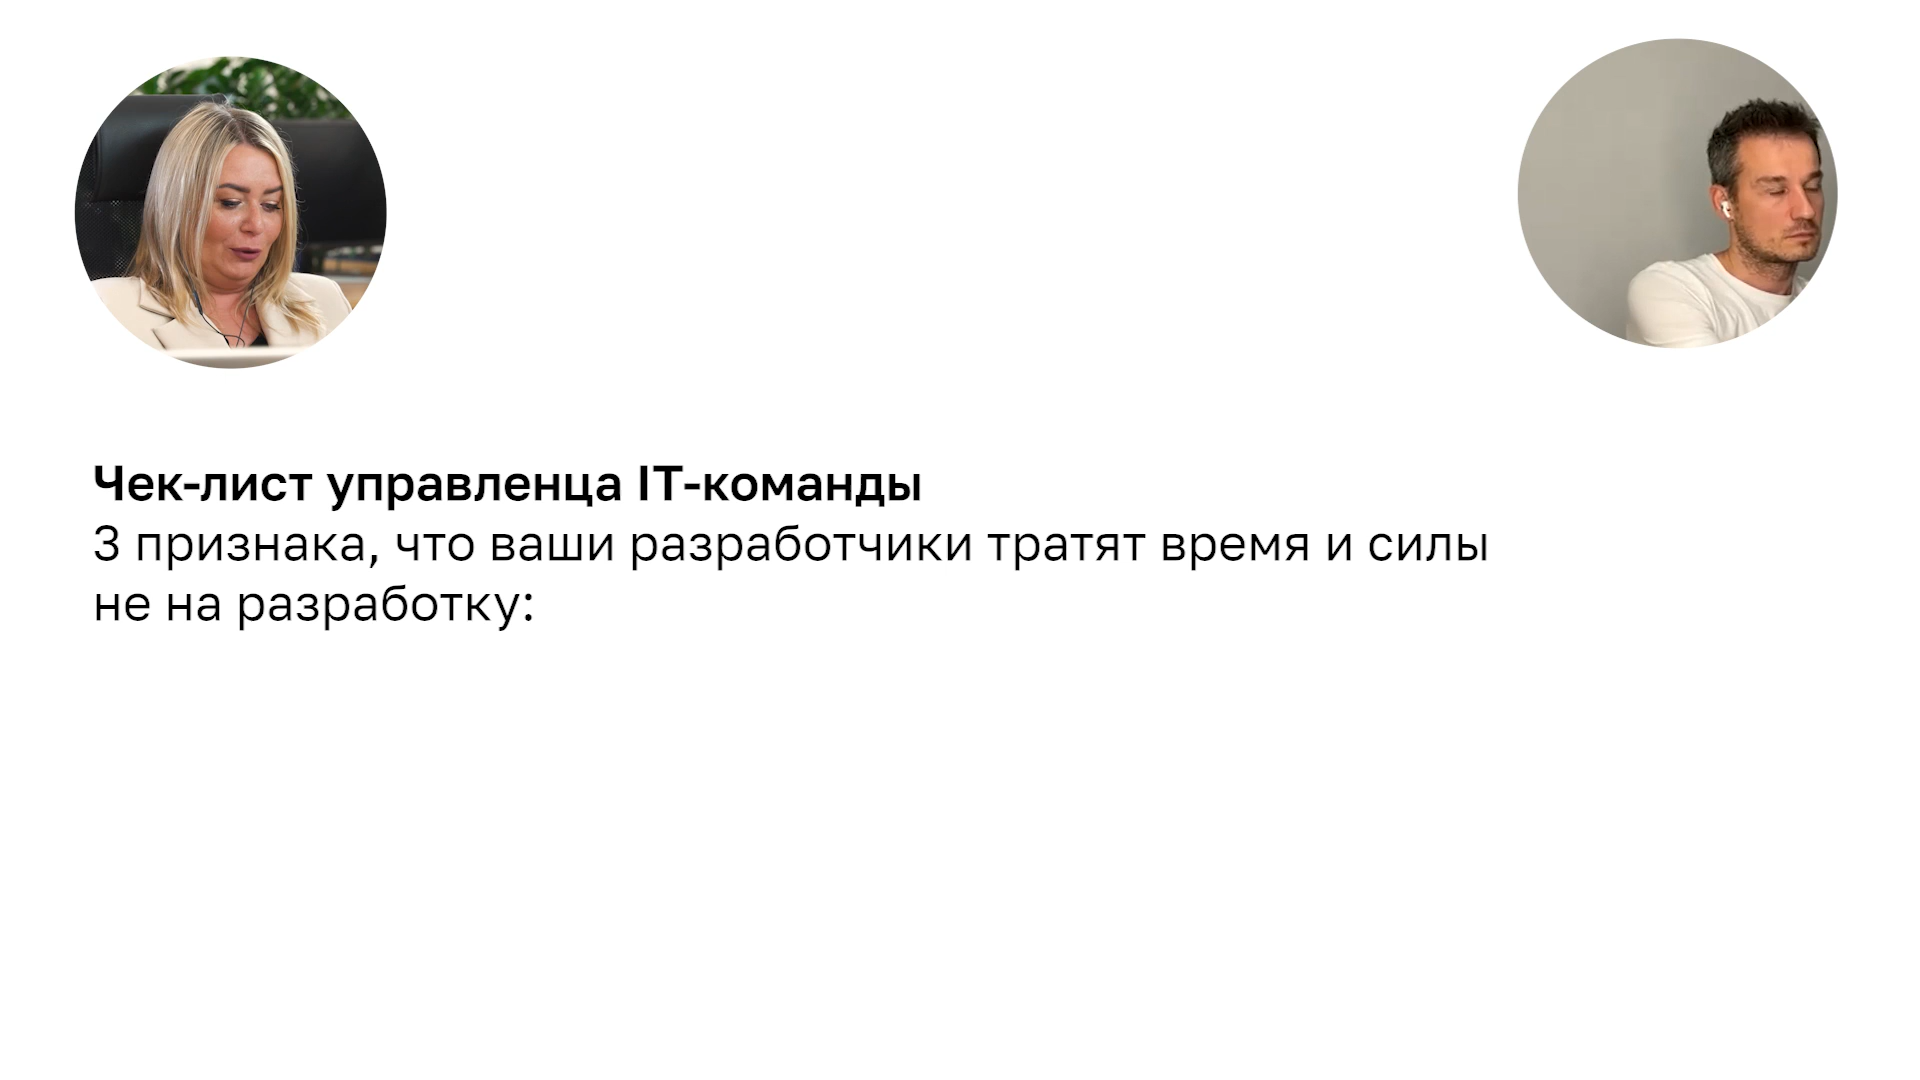 Чек-лист управленца IT-команды
3 признака, что ваши разработчики тратят время и силы
не на разработку: